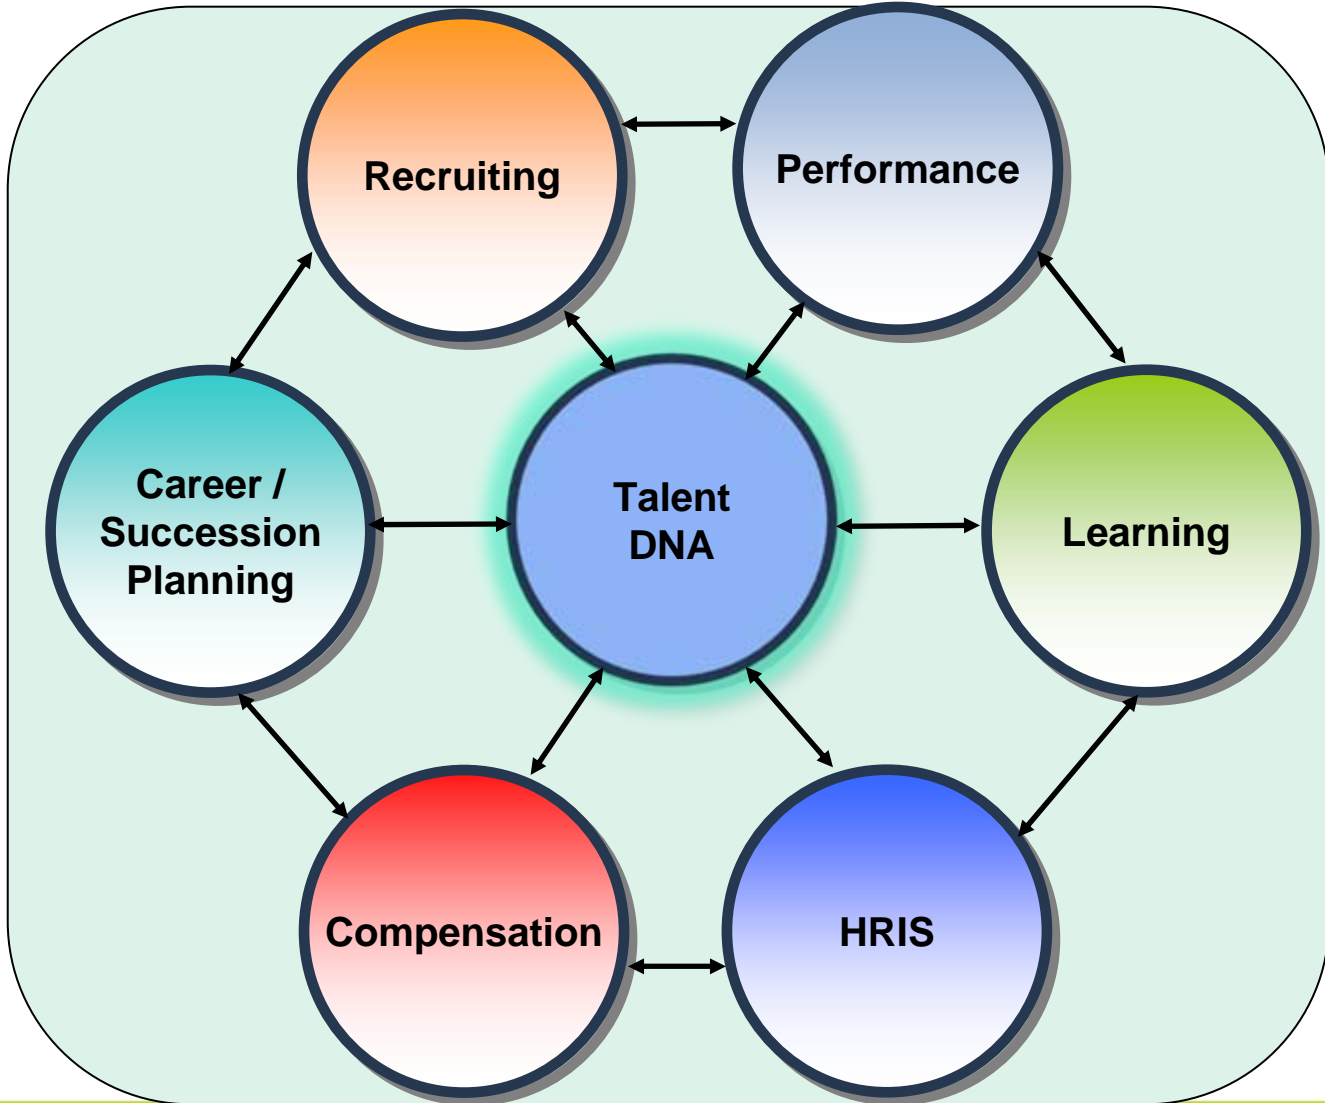 Recruiting
Performance
Career /
Succession
Planning
Talent
DNA
Learning
Compensation
HRIS